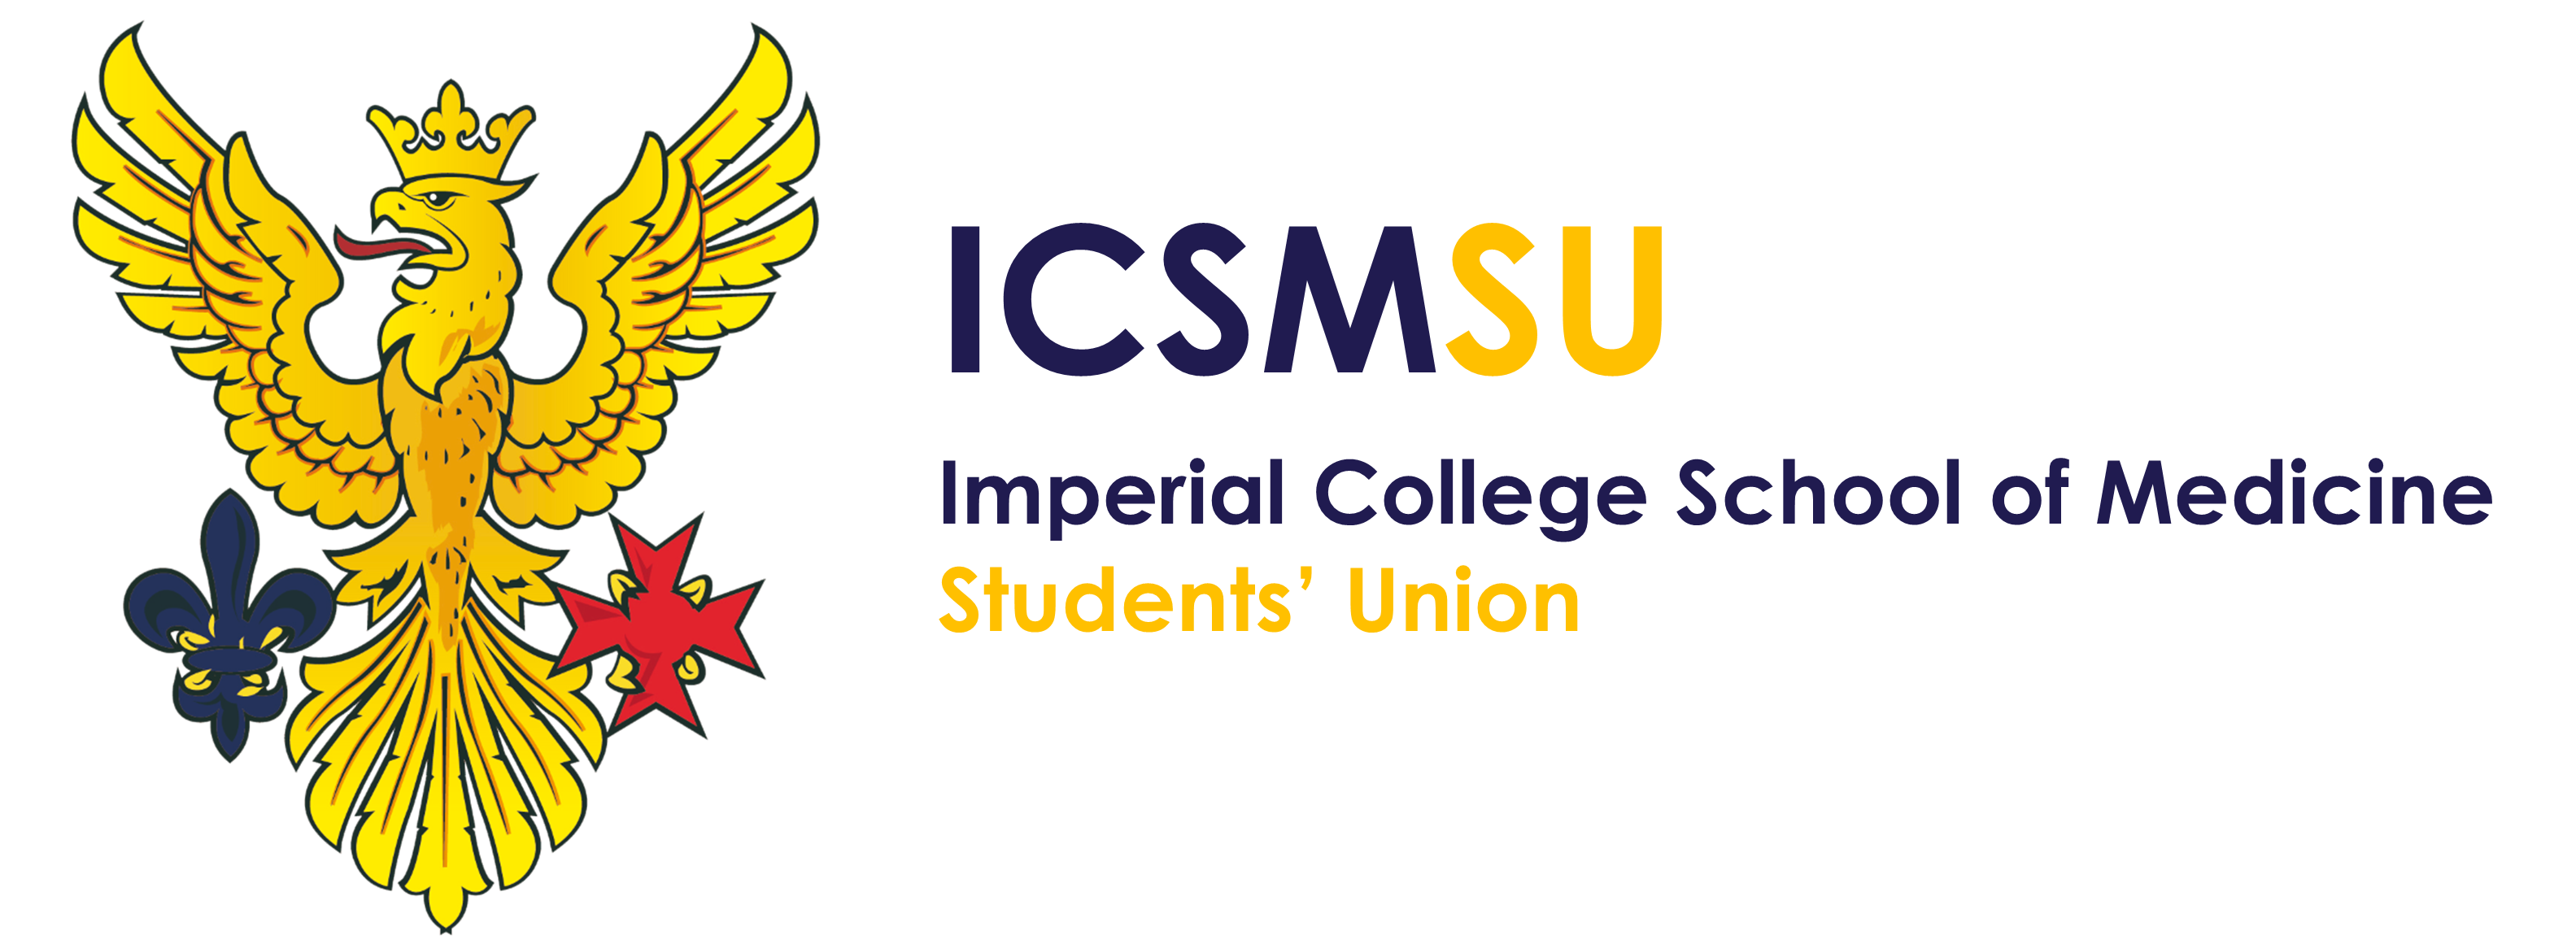 ICSMSU
Imperial College School of Medicine
Students’ Union